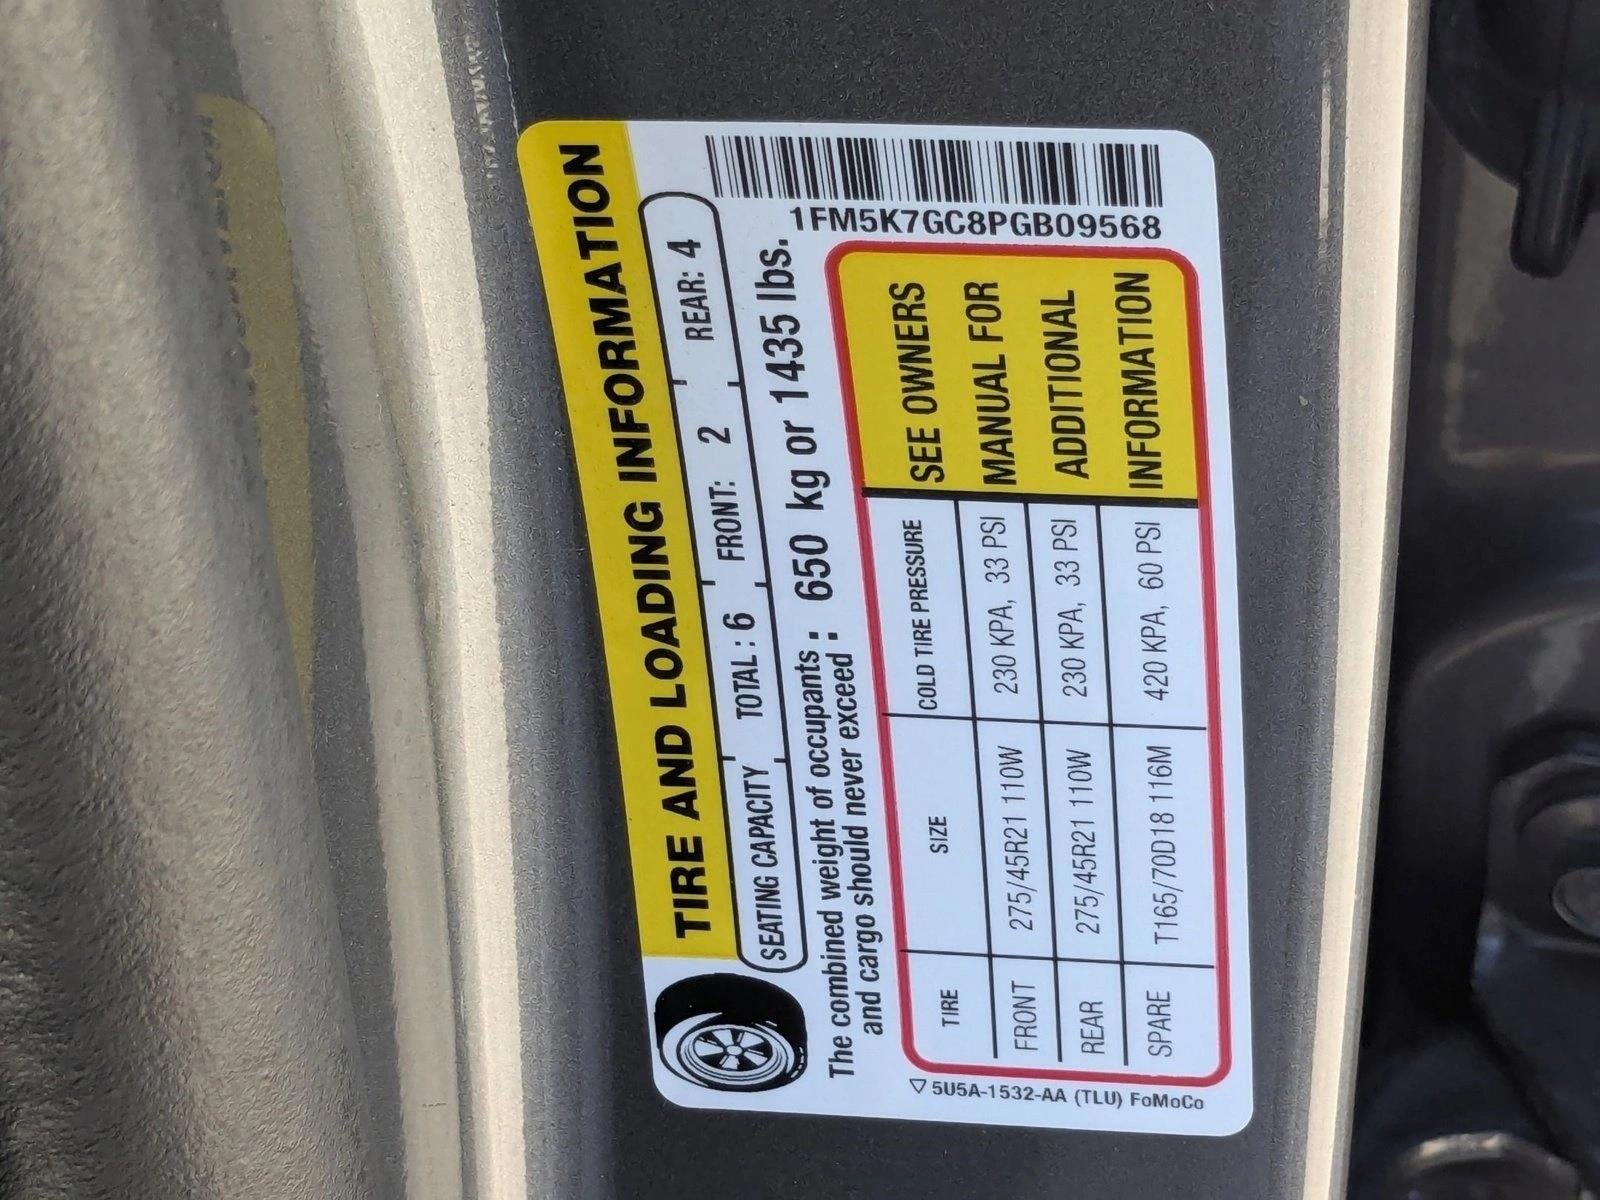 TIRE AND LOADING INFORMATION
SEATING CAPACITY TOTAL : 6 FRONT: 2 REAR: 4
The combined weight of occupants :
and cargo should never exceed : 650 kg or 1435 lbs.
1FM5K7GC8PGB09568
TIRE SIZE COLD TIRE PRESSURE
FRONT 275/45R21 110W 230 KPA, 33 PSI
REAR 275/45R21 110W 230 KPA, 33 PSI
SPARE T165/70D18 116M 420 KPA, 60 PSI
SEE OWNERS
MANUAL FOR
ADDITIONAL
INFORMATION
5U5A-1532-AA (TLU) FoMoCo